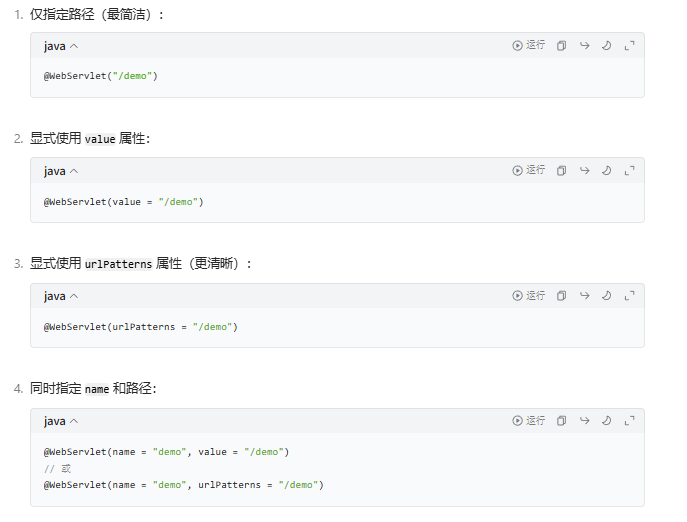 1. 仅指定路径（最简洁）：
java 运行
@WebServlet("/demo")
2. 显式使用 value 属性：
java 运行
@WebServlet(value = "/demo")
3. 显式使用 urlPatterns 属性（更清晰）：
java 运行
@WebServlet(urlPatterns = "/demo")
4. 同时指定 name 和路径：
java 运行
@WebServlet(name = "demo", value = "/demo")
// 或
@WebServlet(name = "demo", urlPatterns = "/demo")